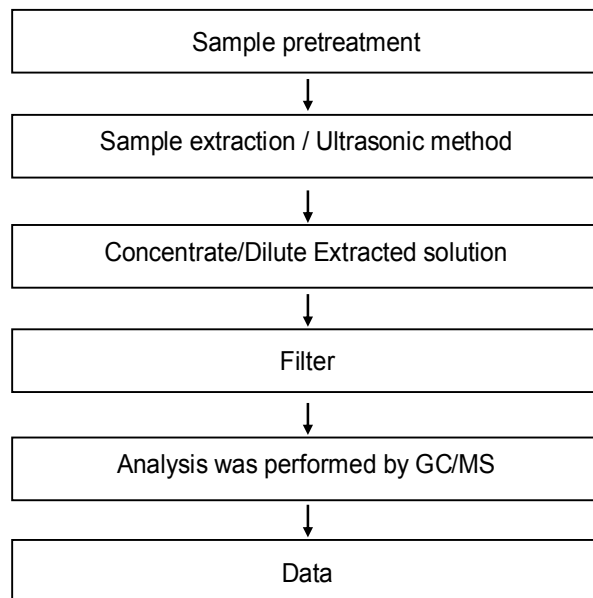 Sample pretreatment
Sample extraction / Ultrasonic method
Concentrate/Dilute Extracted solution
Filter
Analysis was performed by GC/MS
Data